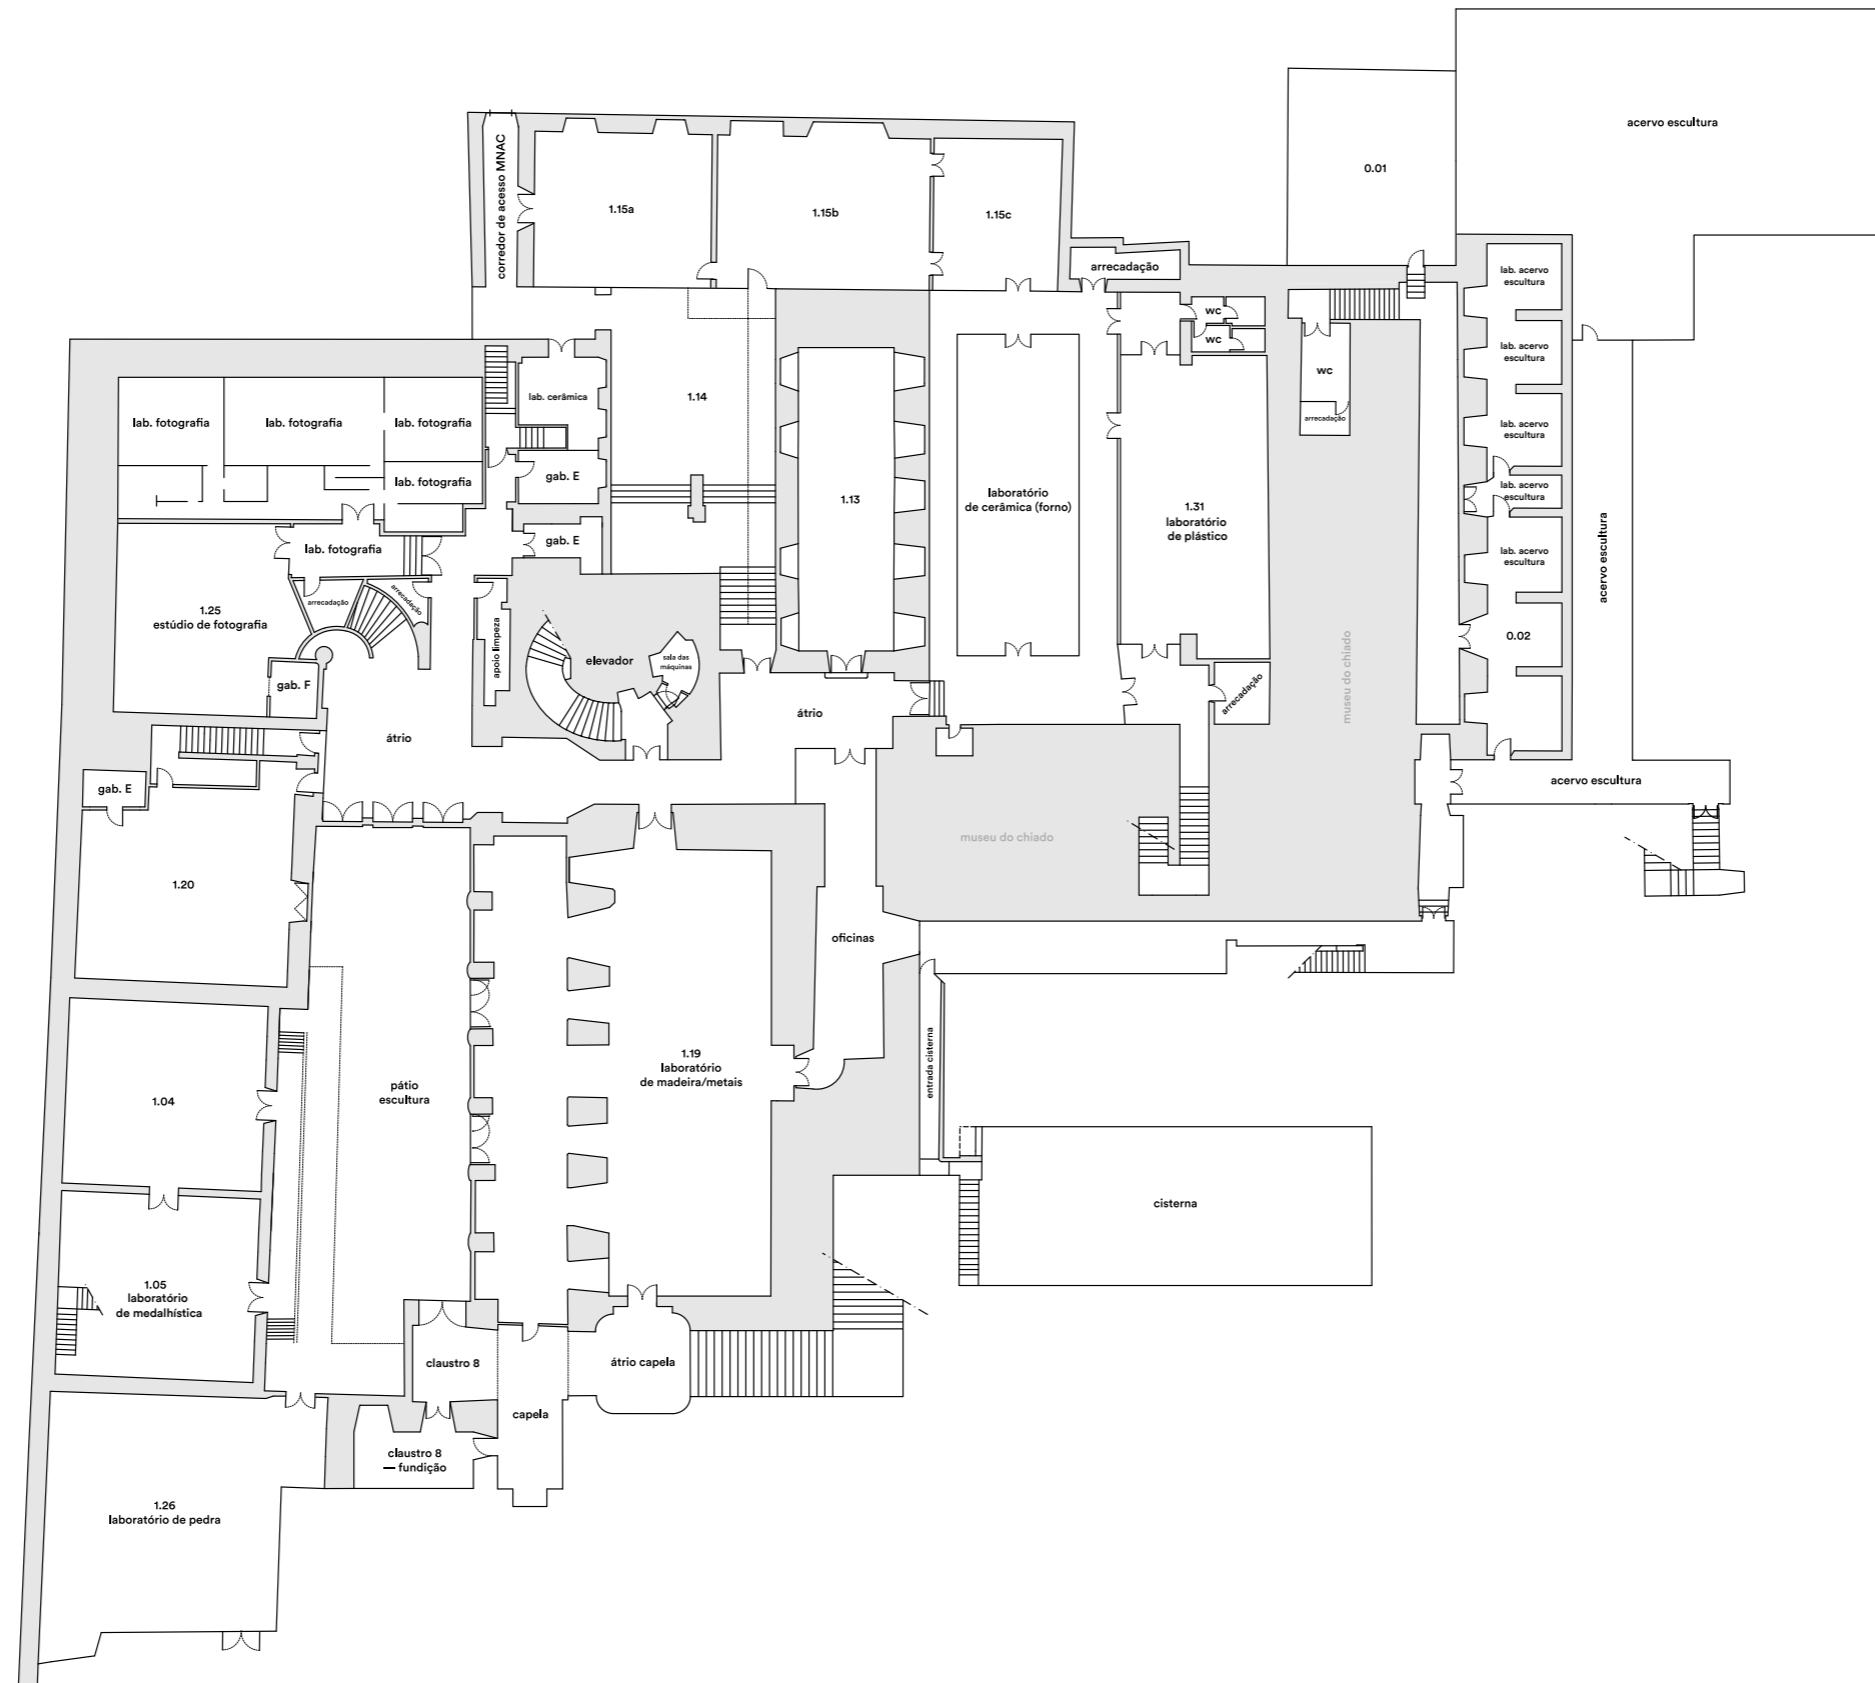 acervo escultura
0.01
corredor de acesso MNAC
1.15a
1.15b
1.15c
arrecadação
lab. acervo
escultura
wc
wc
lab. acervo
escultura
wc
arrecadação
lab. acervo
escultura
lab. fotografia
lab. fotografia
lab. fotografia
lab. cerâmica
1.14
lab. fotografia
gab. E
1.13
laboratório
de cerâmica (forno)
1.31
laboratório
de plástico
lab. acervo
escultura
lab. fotografia
gab. E
lab. acervo
escultura
acervo escultura
arrecadação
arrecadação
1.25
estúdio de fotografia
apoio limpeza
elevador
sala das
máquinas
0.02
museu do chiado
gab. F
arrecadação
átrio
átrio
gab. E
acervo escultura
museu do chiado
1.20
oficinas
entrada cisterna
1.19
laboratório
de madeira/metais
pátio
escultura
1.04
cisterna
1.05
laboratório
de medalhística
claustro 8
átrio capela
capela
claustro 8
— fundição
1.26
laboratório de pedra